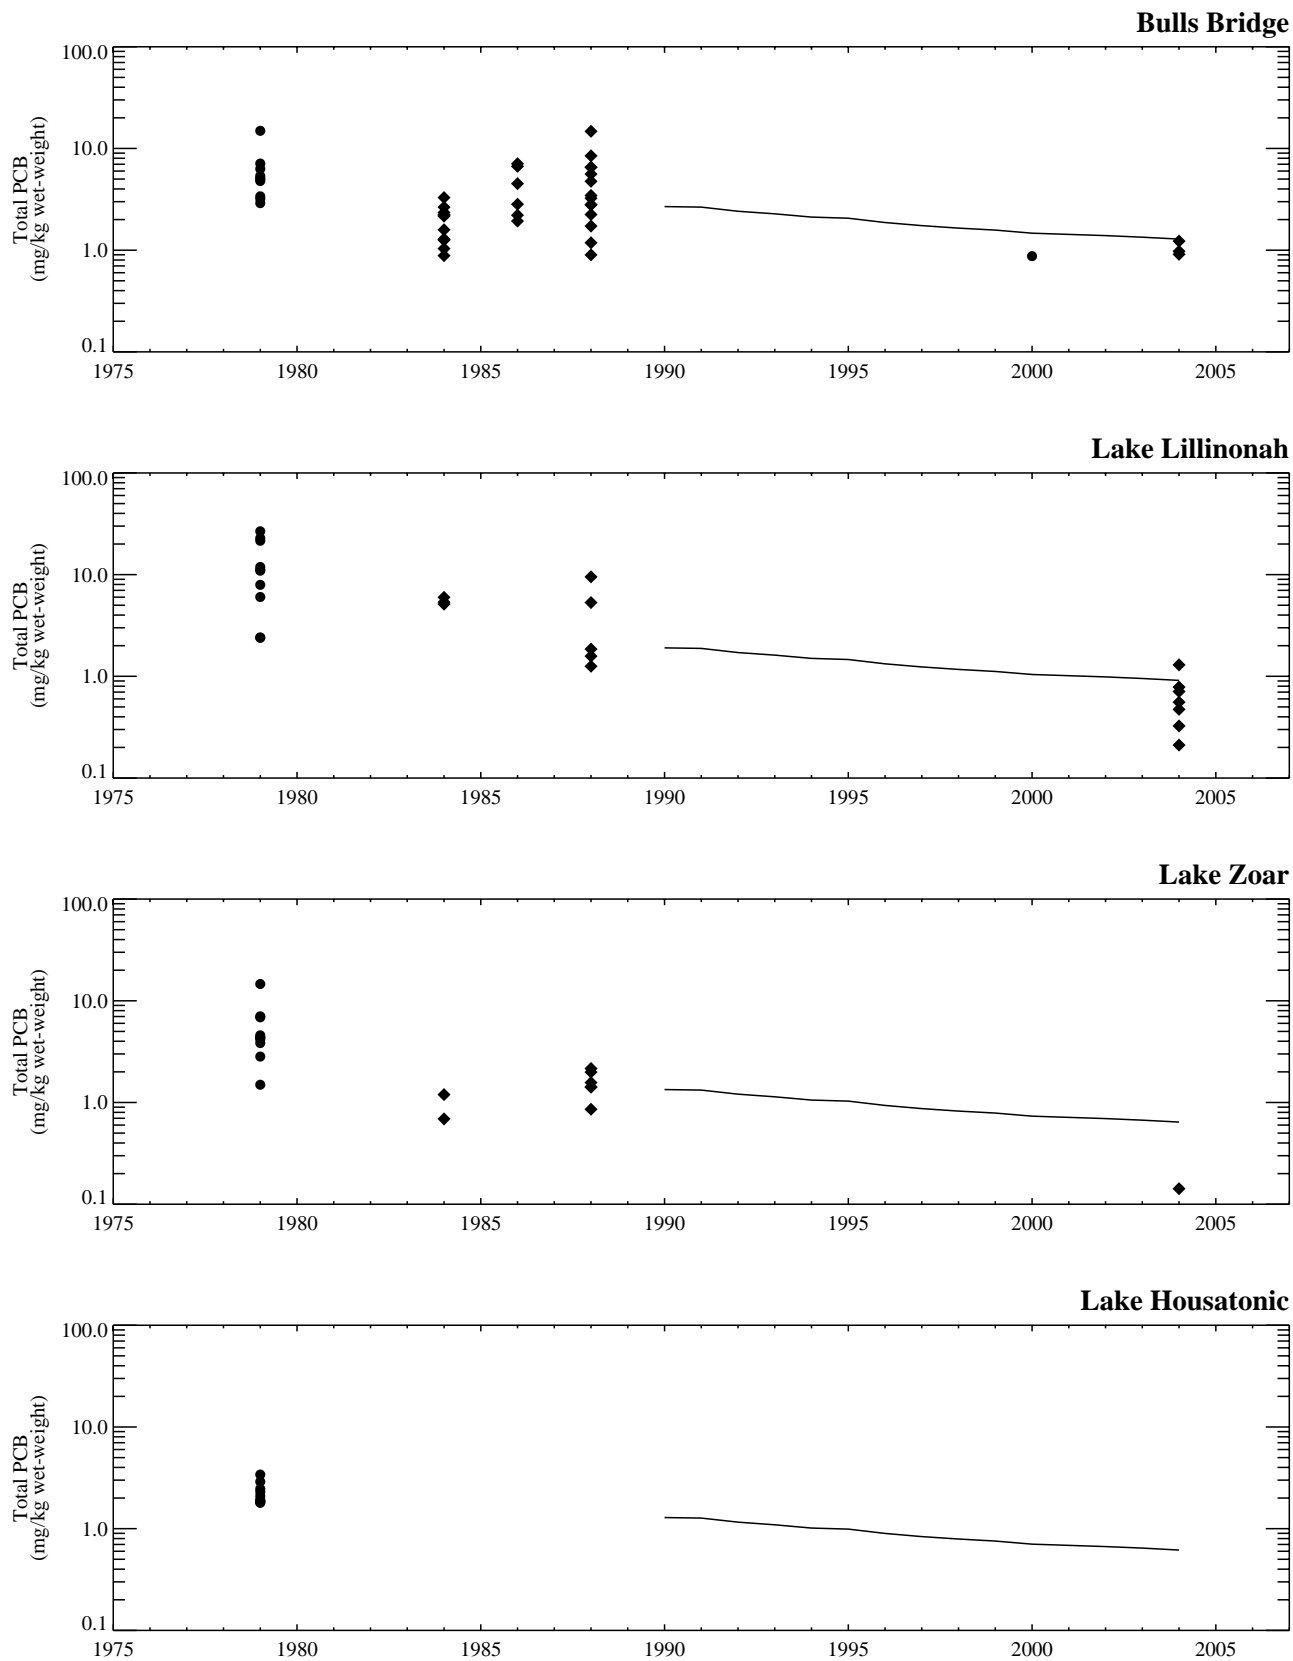 Bulls Bridge
100.0
10.0
1.0
0.1
Total PCB
(mg/kg wet-weight)
1975 1980 1985 1990 1995 2000 2005
Lake Lillinonah
100.0
10.0
1.0
0.1
Total PCB
(mg/kg wet-weight)
1975 1980 1985 1990 1995 2000 2005
Lake Zoar
100.0
10.0
1.0
0.1
Total PCB
(mg/kg wet-weight)
1975 1980 1985 1990 1995 2000 2005
Lake Housatonic
100.0
10.0
1.0
0.1
Total PCB
(mg/kg wet-weight)
1975 1980 1985 1990 1995 2000 2005